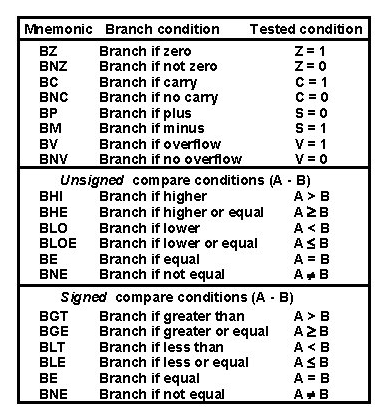 Mnemonic Branch condition Tested condition
BZ Branch if zero Z = 1
BNZ Branch if not zero Z = 0
BC Branch if carry C = 1
BNC Branch if no carry C = 0
BP Branch if plus S = 0
BM Branch if minus S = 1
BV Branch if overflow V = 1
BNV Branch if no overflow V = 0
Unsigned compare conditions (A - B)
BHI Branch if higher A > B
BHE Branch if higher or equal A ≥ B
BLO Branch if lower A < B
BLOE Branch if lower or equal A ≤ B
BE Branch if equal A = B
BNE Branch if not equal A ≠ B
Signed compare conditions (A - B)
BGT Branch if greater than A > B
BGE Branch if greater or equal A ≥ B
BLT Branch if less than A < B
BLE Branch if less or equal A ≤ B
BE Branch if equal A = B
BNE Branch if not equal A ≠ B